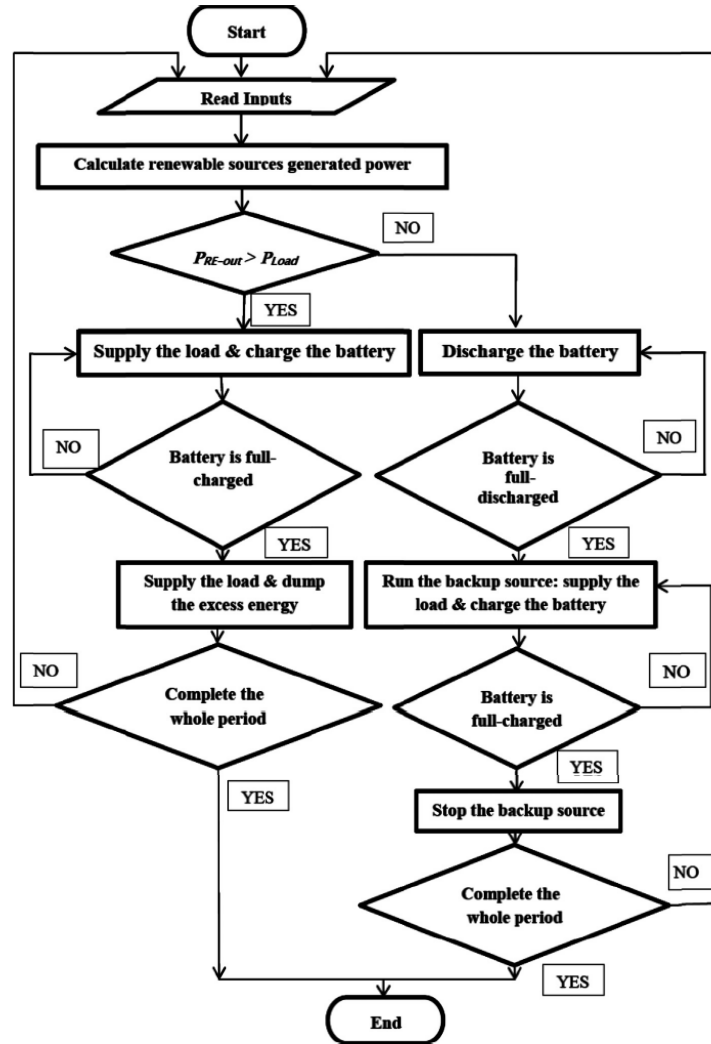 Start
Read Inputs
Calculate renewable sources generated power
NO
P_RE-out > P_Load
YES
Supply the load & charge the battery
Discharge the battery
NO
Battery is full-
charged
NO
Battery is
full-
discharged
YES
YES
Supply the load & dump
the excess energy
Run the backup source: supply the
load & charge the battery
NO
Complete the
whole period
NO
Battery is
full-charged
YES
YES
Stop the backup source
NO
Complete the
whole period
YES
End